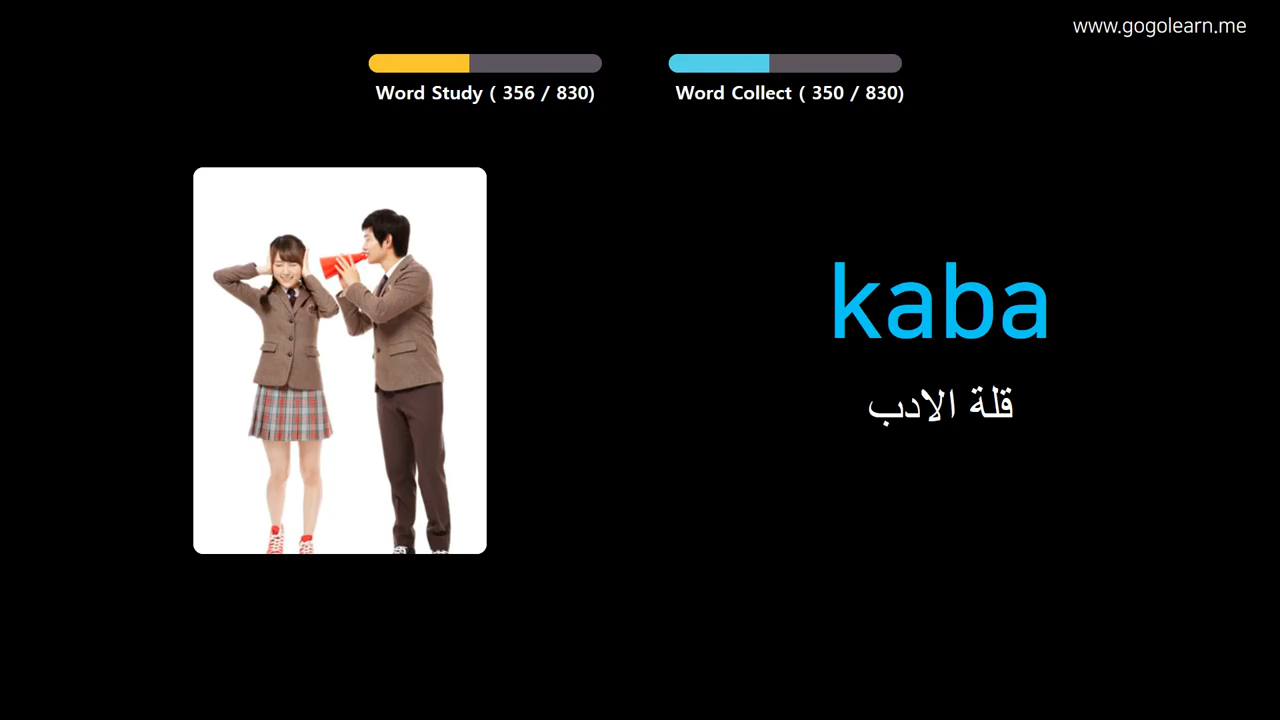 www.gogolearn.me
Word Study ( 356 / 830)
Word Collect ( 350 / 830)
kaba
قلة الادب